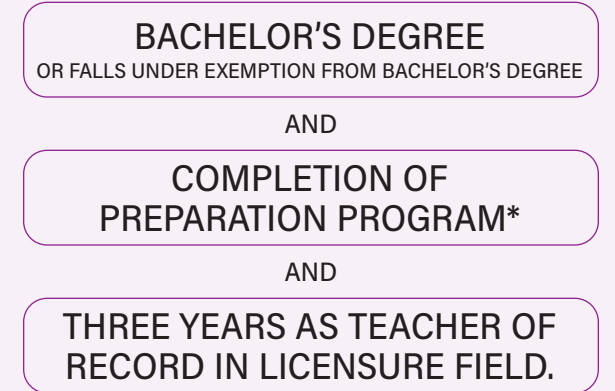 BACHELOR'S DEGREE
OR FALLS UNDER EXEMPTION FROM BACHELOR'S DEGREE
AND
COMPLETION OF
PREPARATION PROGRAM*
AND
THREE YEARS AS TEACHER OF
RECORD IN LICENSURE FIELD.